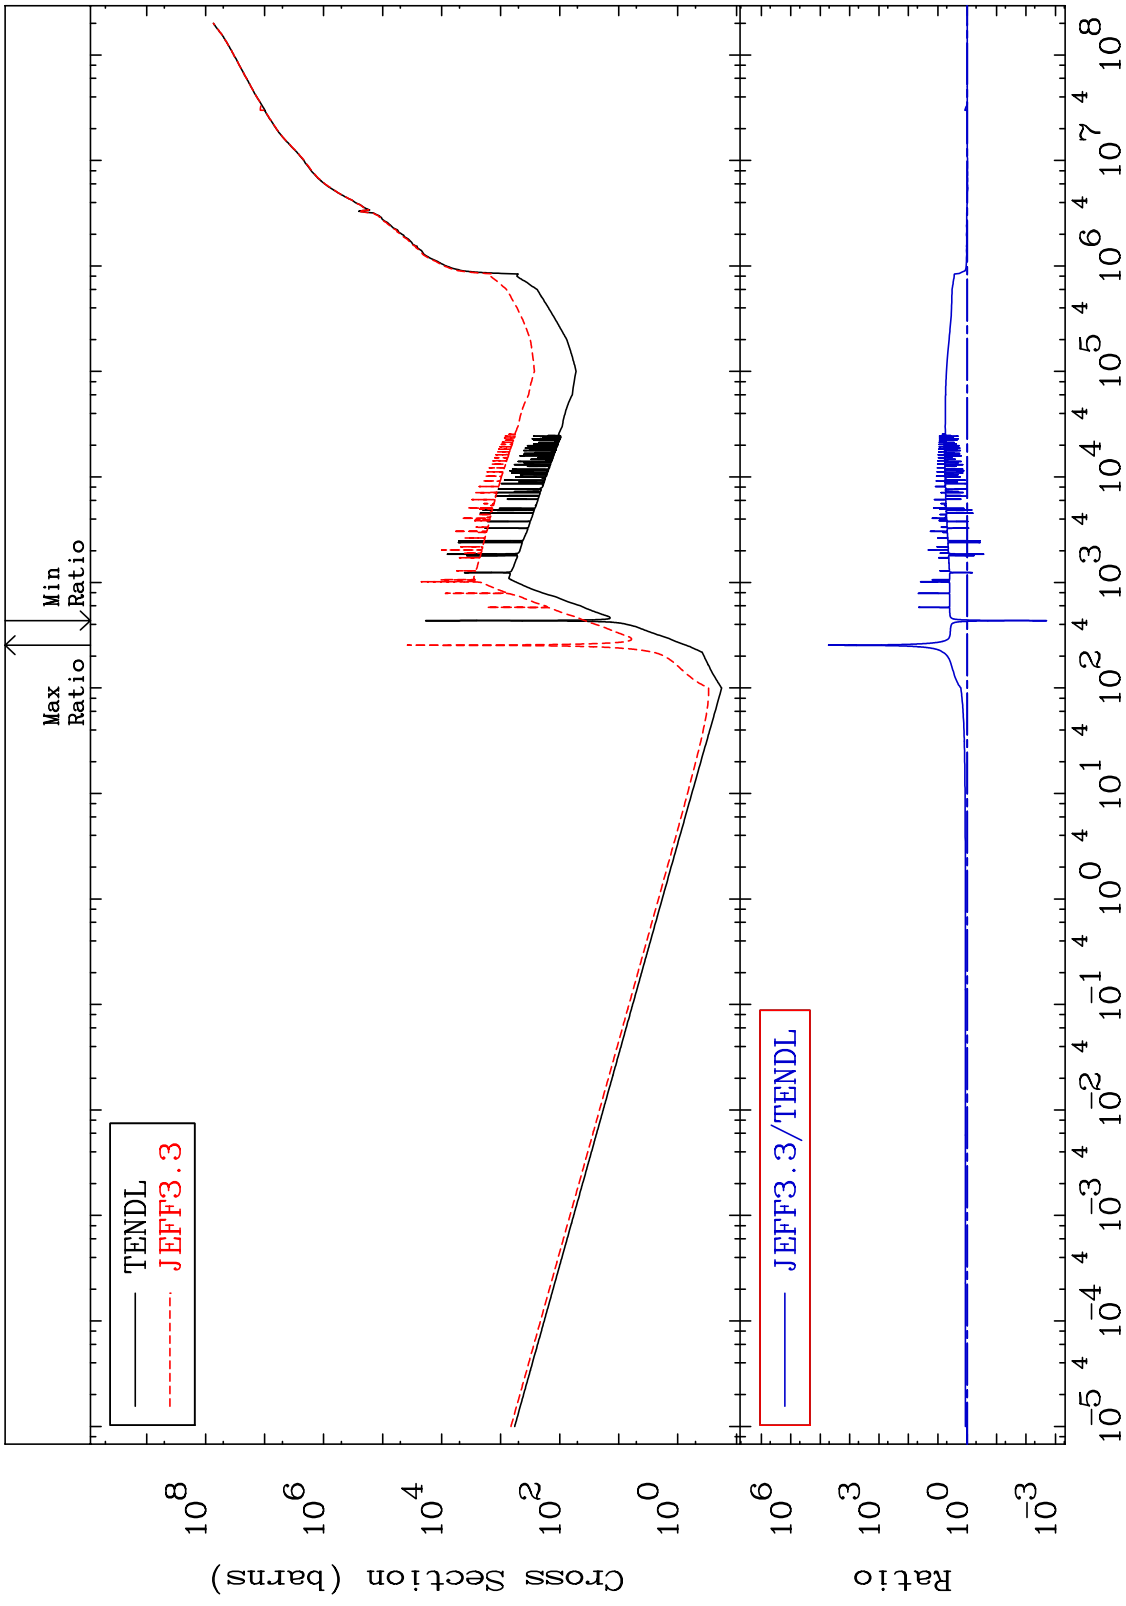 Max
Ratio
Min
Ratio
TENDL
JEFF3.3
10^8
10^6
10^4
10^2
10^0
Cross Section (barns)
JEFF3.3/TENDL
10^6
10^3
10^0
10^-3
Ratio
10^-5 4 10^-4 4 10^-3 4 10^-2 4 10^-1 4 10^0 4 10^1 4 10^2 4 10^3 4 10^4 4 10^5 4 10^6 4 10^7 4 10^8